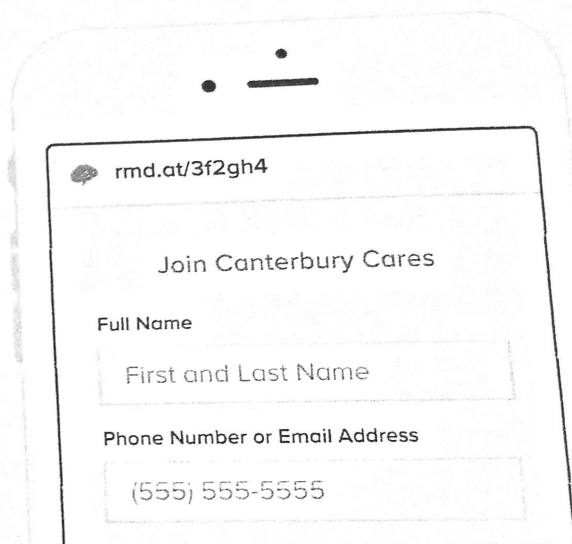 rmd.at/3f2gh4
Join Canterbury Cares
Full Name
First and Last Name
Phone Number or Email Address
(555) 555-5555